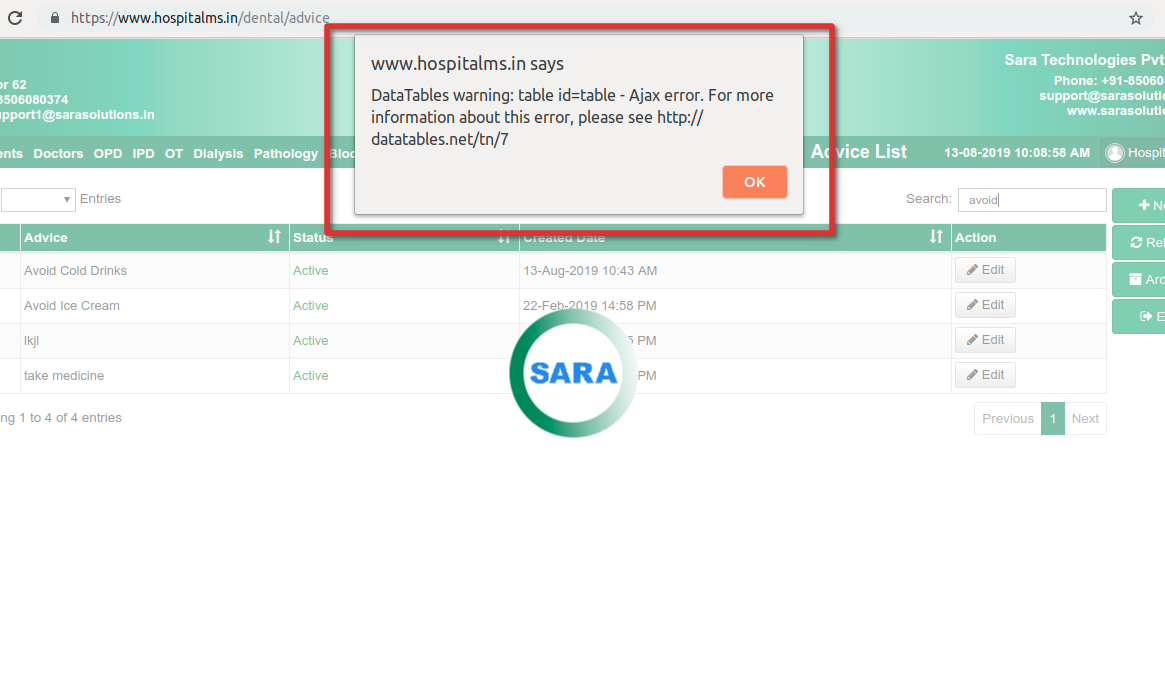 https://www.hospitalms.in/dental/advice
www.hospitalms.in says
DataTables warning: table id=table - Ajax error. For more
information about this error, please see http://
datatables.net/tn/7
OK
Sara Technologies Pvt
or 62
8506080374
pport1@sarasolutions.in
Phone: +91-85060
support@sarasolutio
www.sarasolutio
ents Doctors OPD IPD OT Dialysis Pathology Bloo
Advice List
13-08-2019 10:08:58 AM
Hospit
Entries
Search: avoid
Ne
Advice Status Created Date Action
Rel
Avoid Cold Drinks Active 13-Aug-2019 10:43 AM Edit
Arc
Avoid Ice Cream Active 22-Feb-2019 14:58 PM Edit
E
lkjl Active 5 PM Edit
take medicine Active PM Edit
SARA
ng 1 to 4 of 4 entries
Previous 1 Next